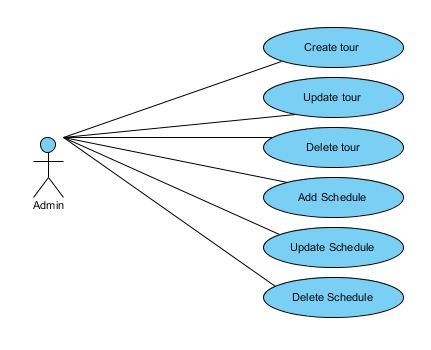 Create tour
Update tour
Delete tour
Add Schedule
Admin
Update Schedule
Delete Schedule